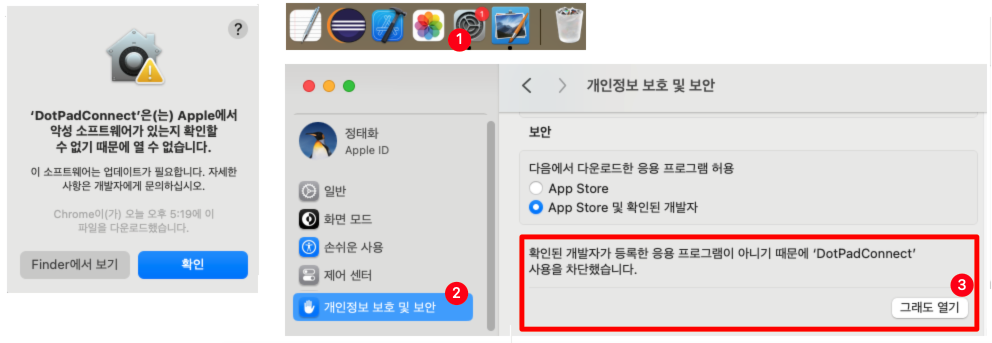 ?
‘DotPadConnect’은(는) Apple에서
악성 소프트웨어가 있는지 확인할
수 없기 때문에 열 수 없습니다.
이 소프트웨어는 업데이트가 필요합니다. 자세한
사항은 개발자에게 문의하십시오.
Chrome이(가) 오늘 오후 5:19에 이
파일을 다운로드했습니다.
Finder에서 보기
확인
1
1
정태화
Apple ID
일반
화면 모드
손쉬운 사용
제어 센터
2
개인정보 보호 및 보안
개인정보 보호 및 보안
보안
다음에서 다운로드한 응용 프로그램 허용
App Store
App Store 및 확인된 개발자
확인된 개발자가 등록한 응용 프로그램이 아니기 때문에 ‘DotPadConnect’
사용을 차단했습니다.
3
그래도 열기